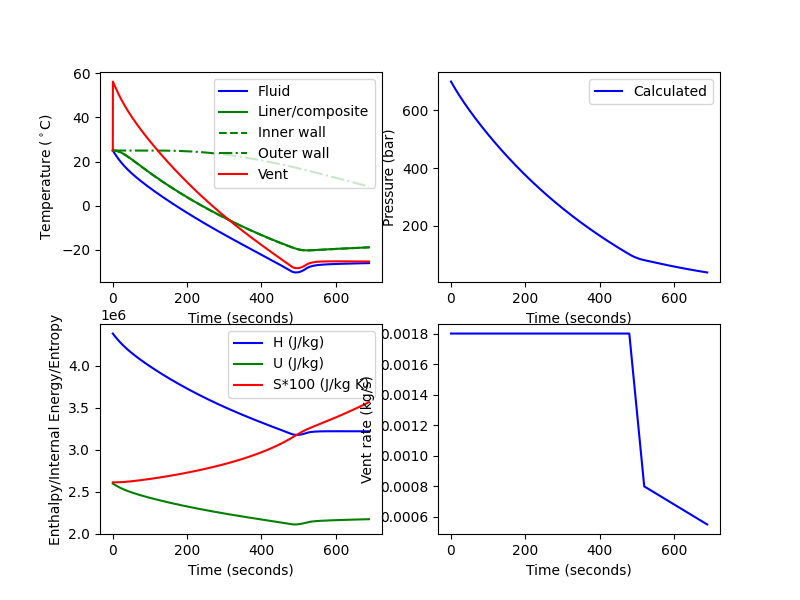 60
40
20
0
−20
Temperature ( ° C)
0
200
400
600
Time (seconds)
Fluid
Liner/composite
Inner wall
Outer wall
Vent
600
400
200
Pressure (bar)
0
200
400
600
Time (seconds)
Calculated
1e6
4.0
3.5
3.0
2.5
2.0
Enthalpy/Internal Energy/Entropy
0
200
400
600
Time (seconds)
H (J/kg)
U (J/kg)
S*100 (J/kg K)
0.0018
0.0016
0.0014
0.0012
0.0010
0.0008
0.0006
Vent rate (kg/s)
0
200
400
600
Time (seconds)